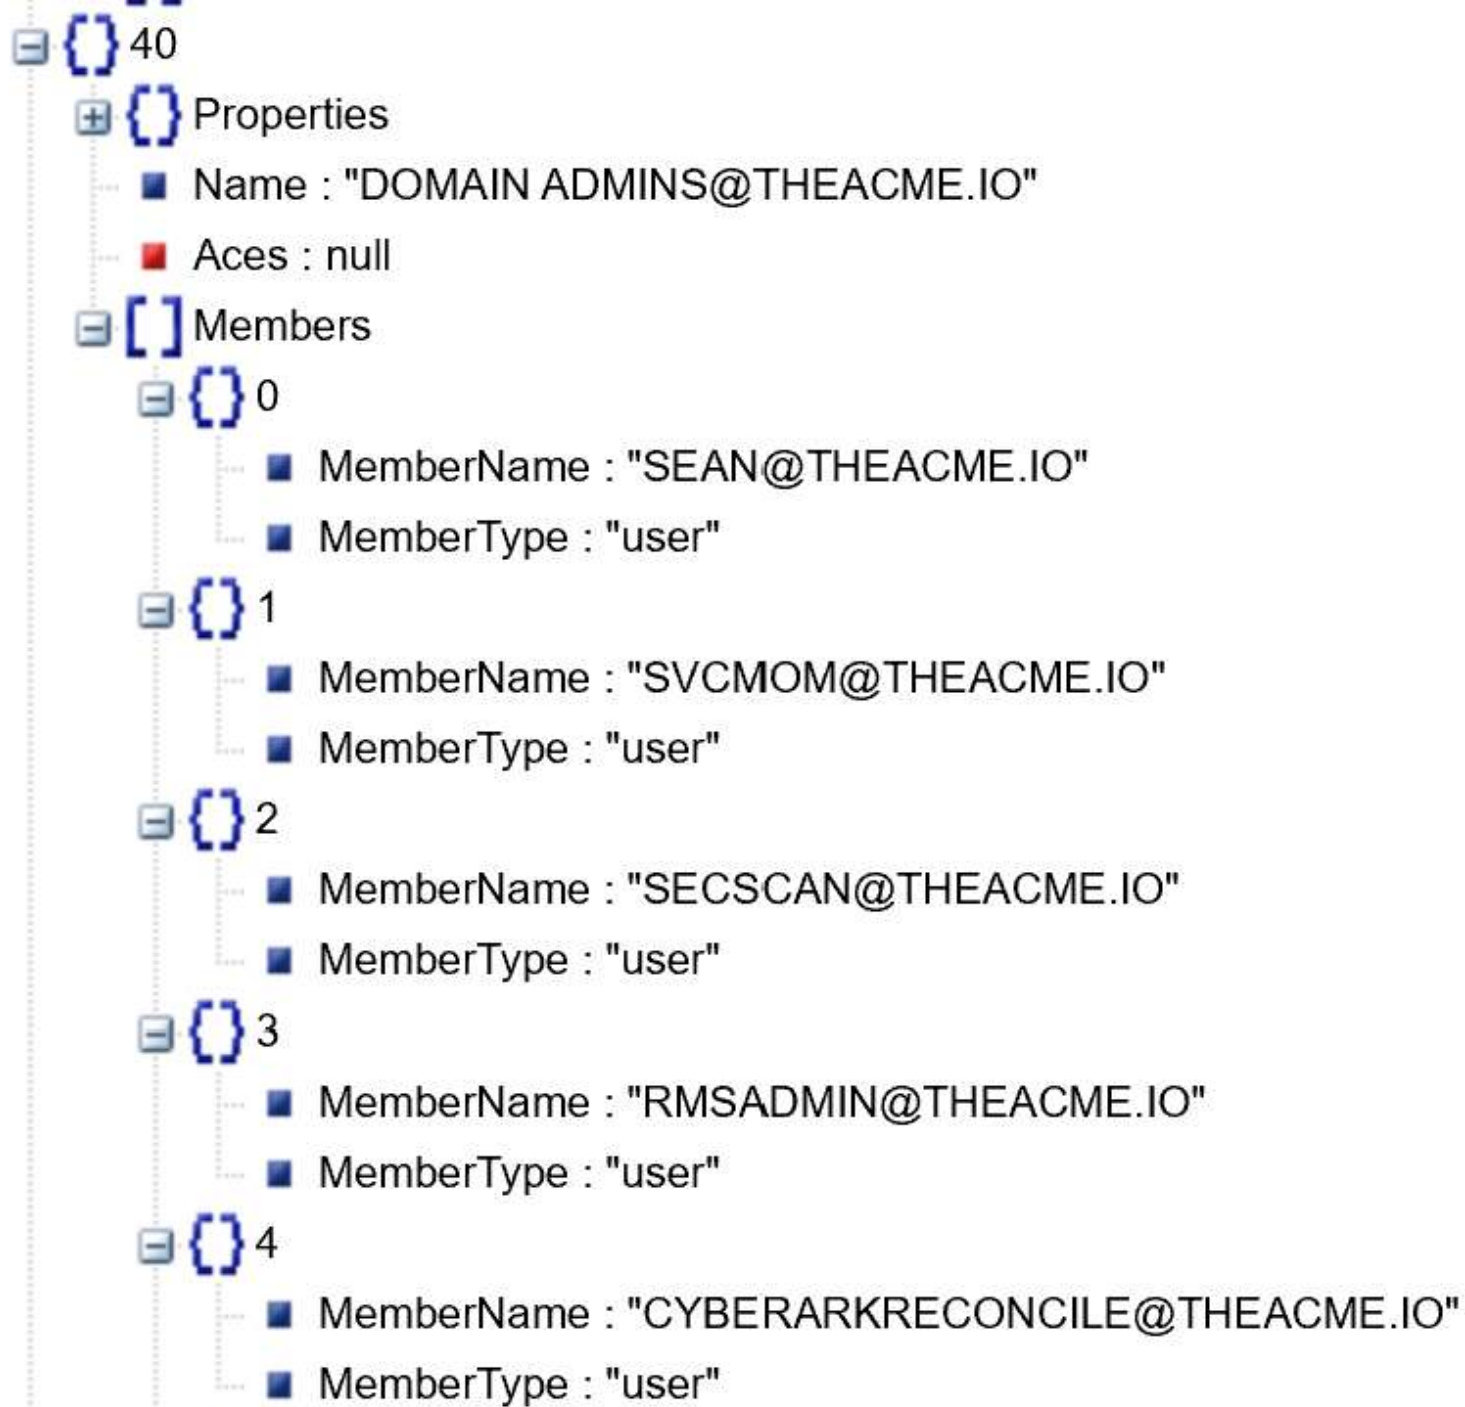 40
Properties
Name : "DOMAIN ADMINS@THEACME.IO"
Aces : null
Members
0
MemberName : "SEAN@THEACME.IO"
MemberType : "user"
1
MemberName : "SVCMOM@THEACME.IO"
MemberType : "user"
2
MemberName : "SECSCAN@THEACME.IO"
MemberType : "user"
3
MemberName : "RMSADMIN@THEACME.IO"
MemberType : "user"
4
MemberName : "CYBERARKRECONCILE@THEACME.IO"
MemberType : "user"